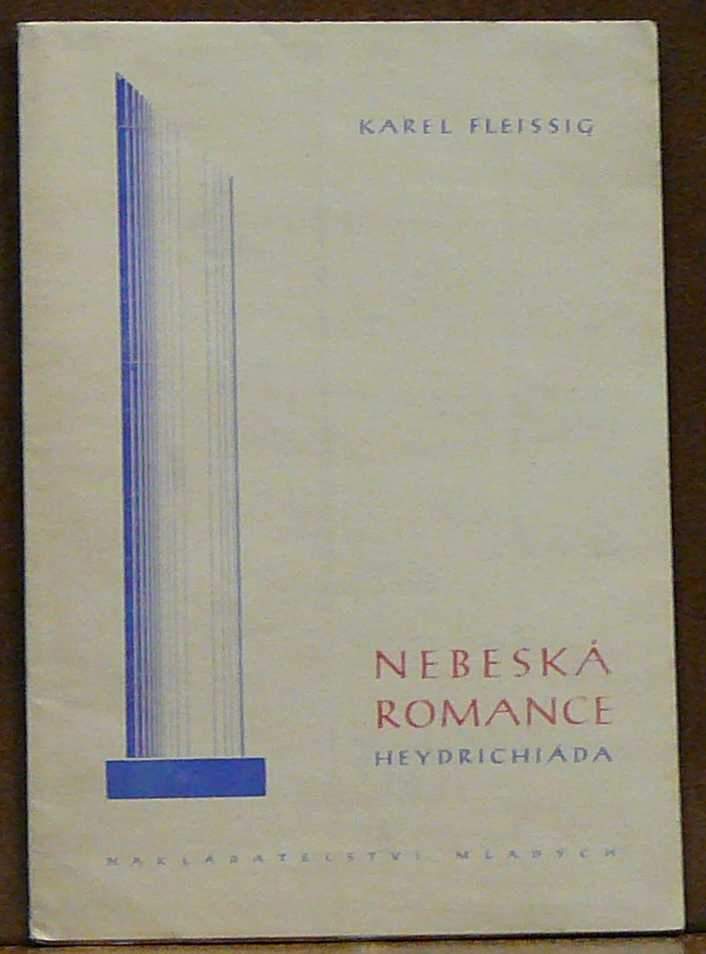 KAREL FLEISSIG
NEBESKÁ
ROMANCE
HEYDRICHIÁDA
NAKLADATELSTVÍ MLADÝCH